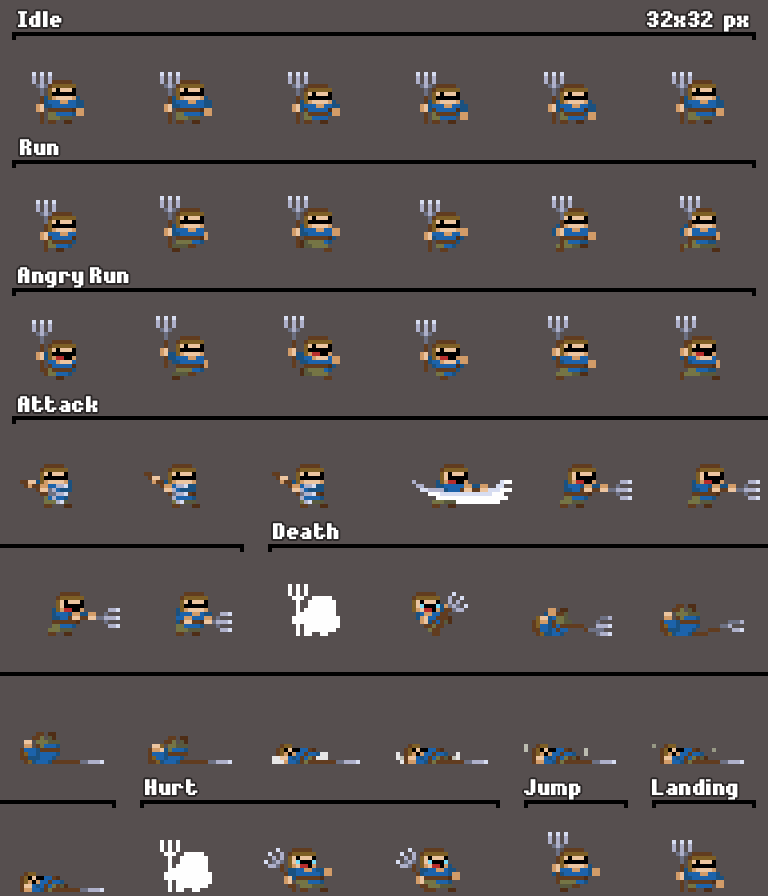 Idle 32x32 px
Run
Angry Run
Attack
Death
Hurt Jump Landing